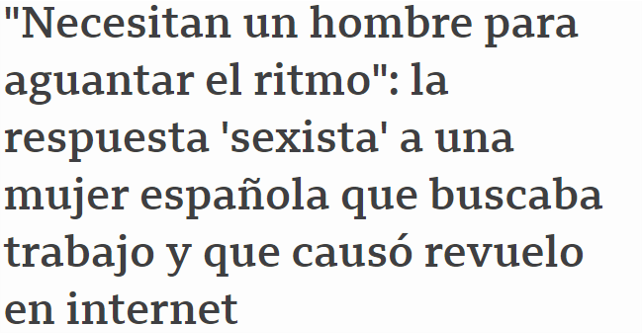 "Necesitan un hombre para
aguantar el ritmo": la
respuesta 'sexista' a una
mujer española que buscaba
trabajo y que causó revuelo
en internet